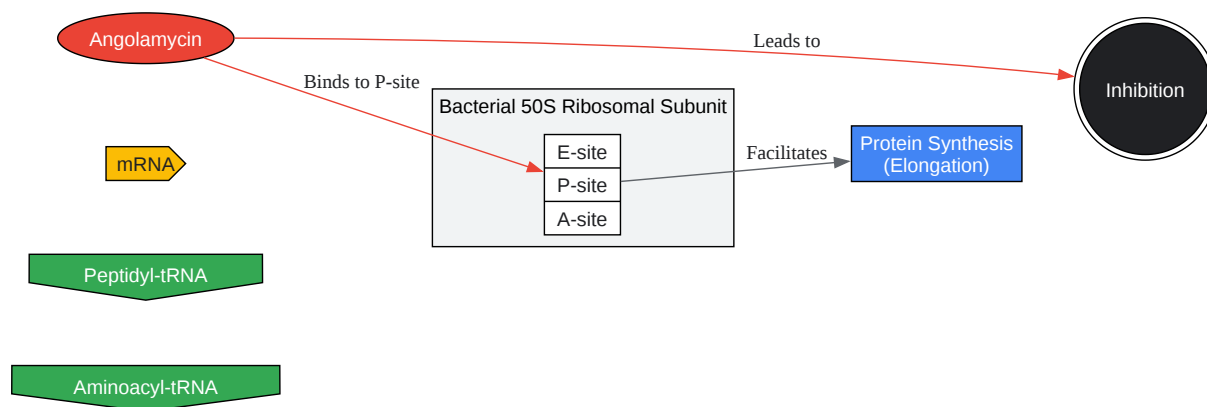 Angolamycin
Leads to
Binds to P-site
Inhibition
Bacterial 50S Ribosomal Subunit
E-site
P-site
A-site
Facilitates
Protein Synthesis
(Elongation)
mRNA
Peptidyl-tRNA
Aminoacyl-tRNA